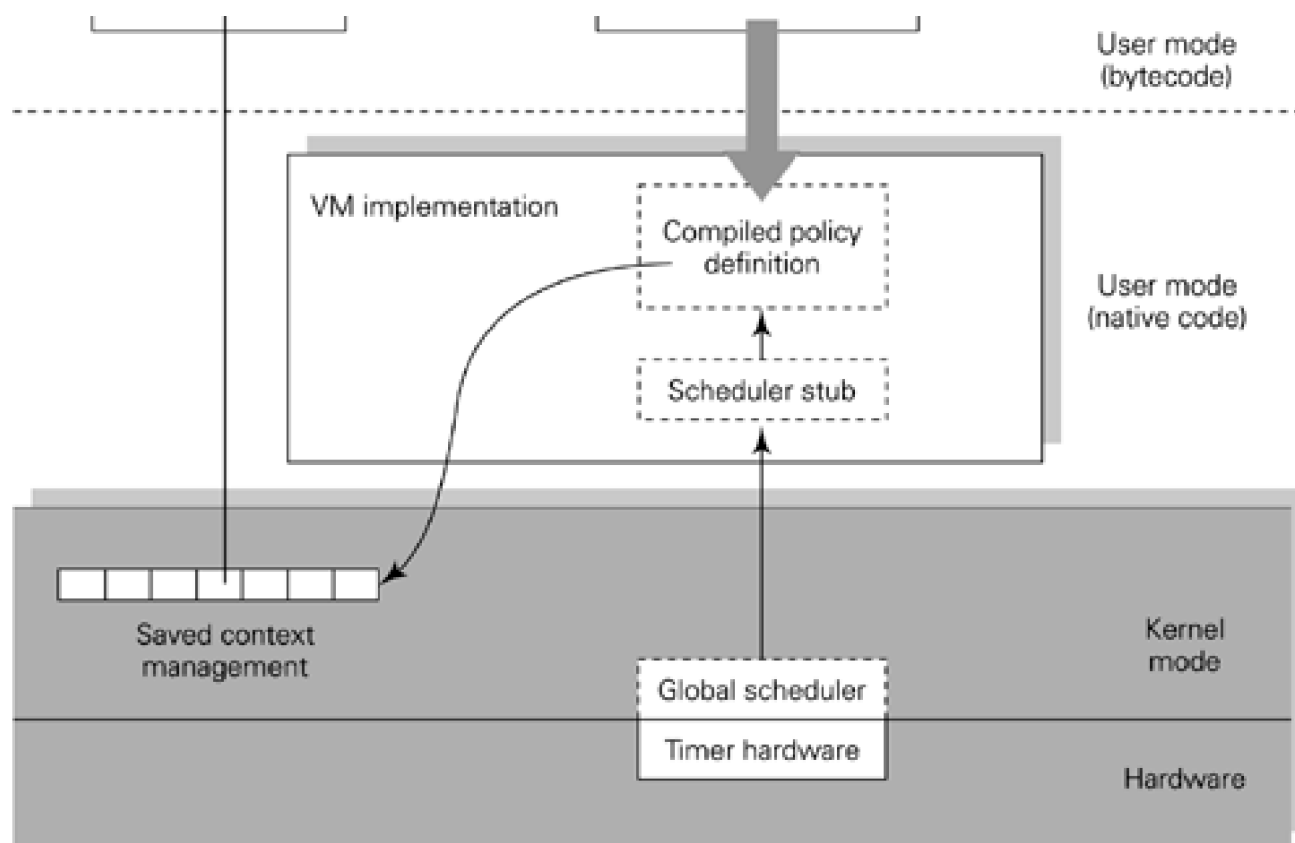 User mode
(bytecode)
VM implementation
Compiled policy
definition
User mode
(native code)
Scheduler stub
Saved context
management
Kernel
mode
Global scheduler
Timer hardware
Hardware